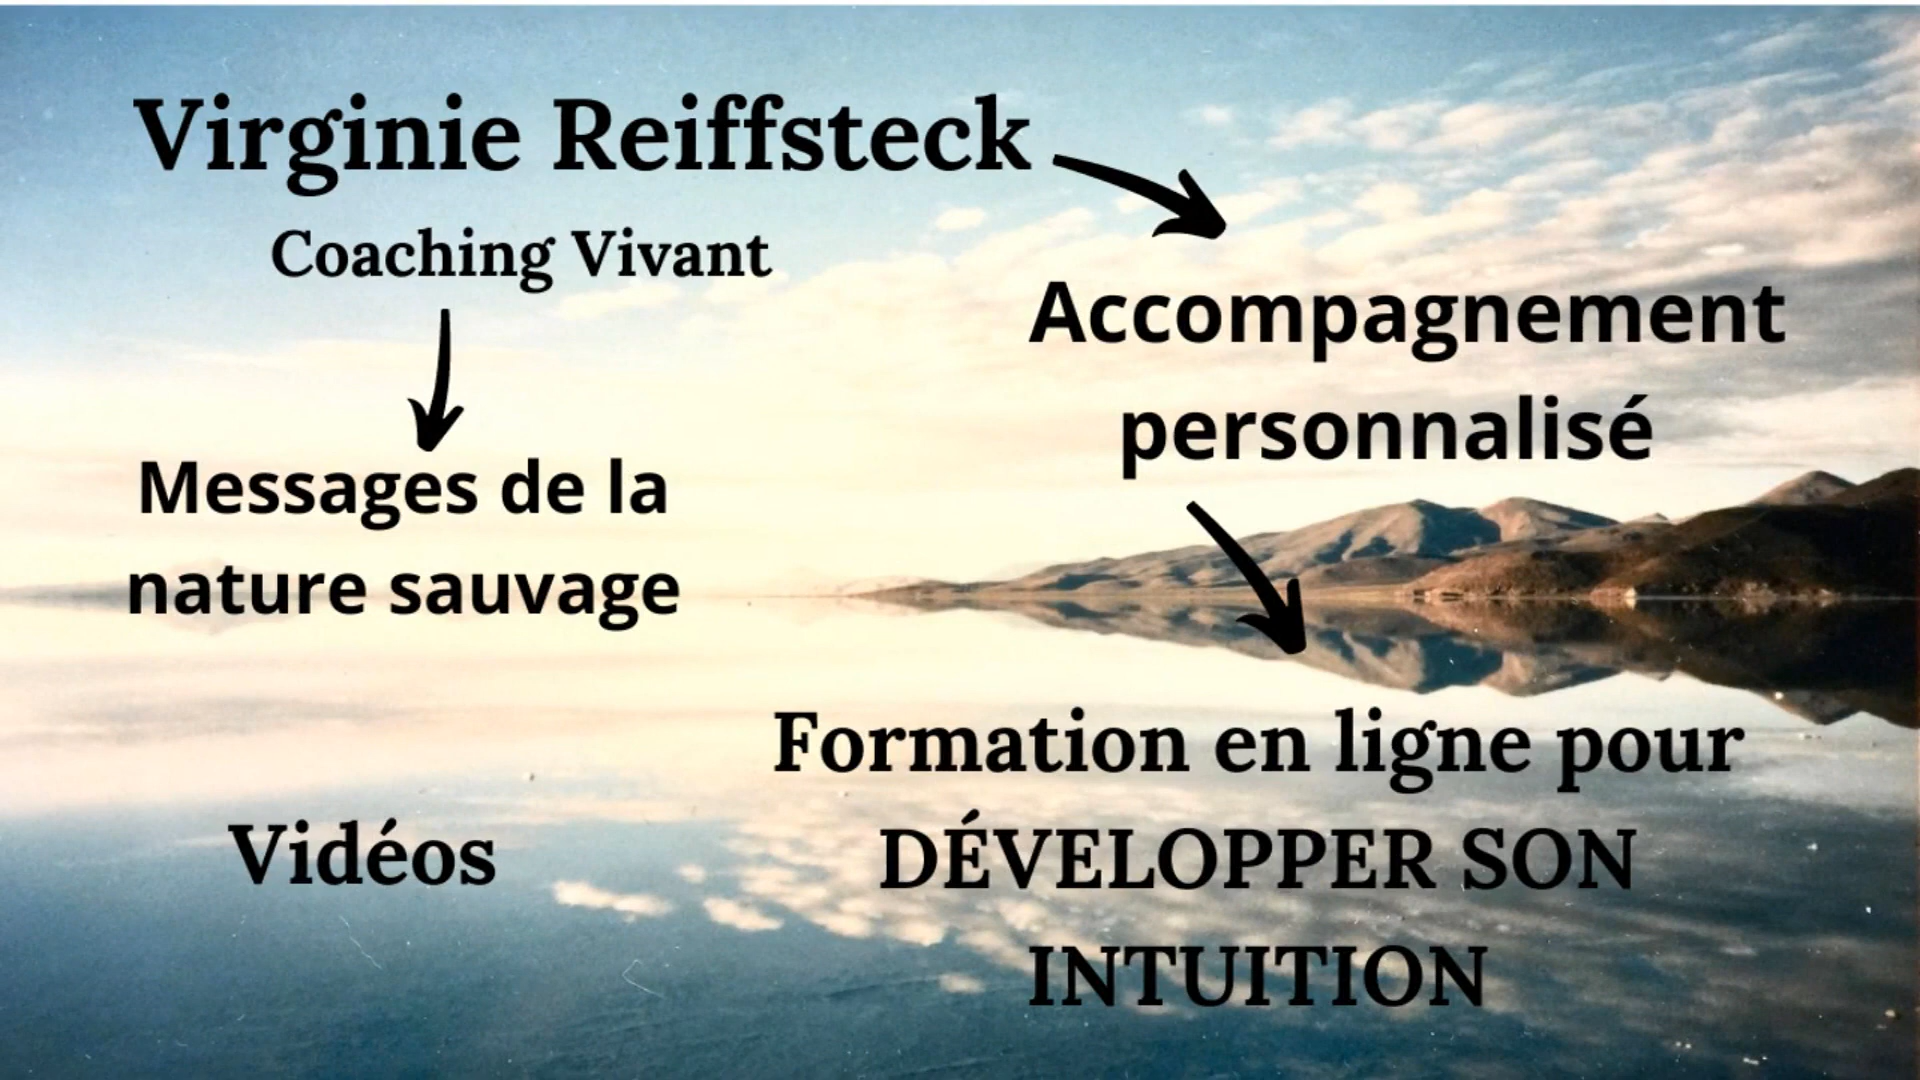 Virginie Reiffsteck
Coaching Vivant
Accompagnement
personnalisé
Messages de la
nature sauvage
Formation en ligne pour
DÉVELOPPER SON
INTUITION
Vidéos